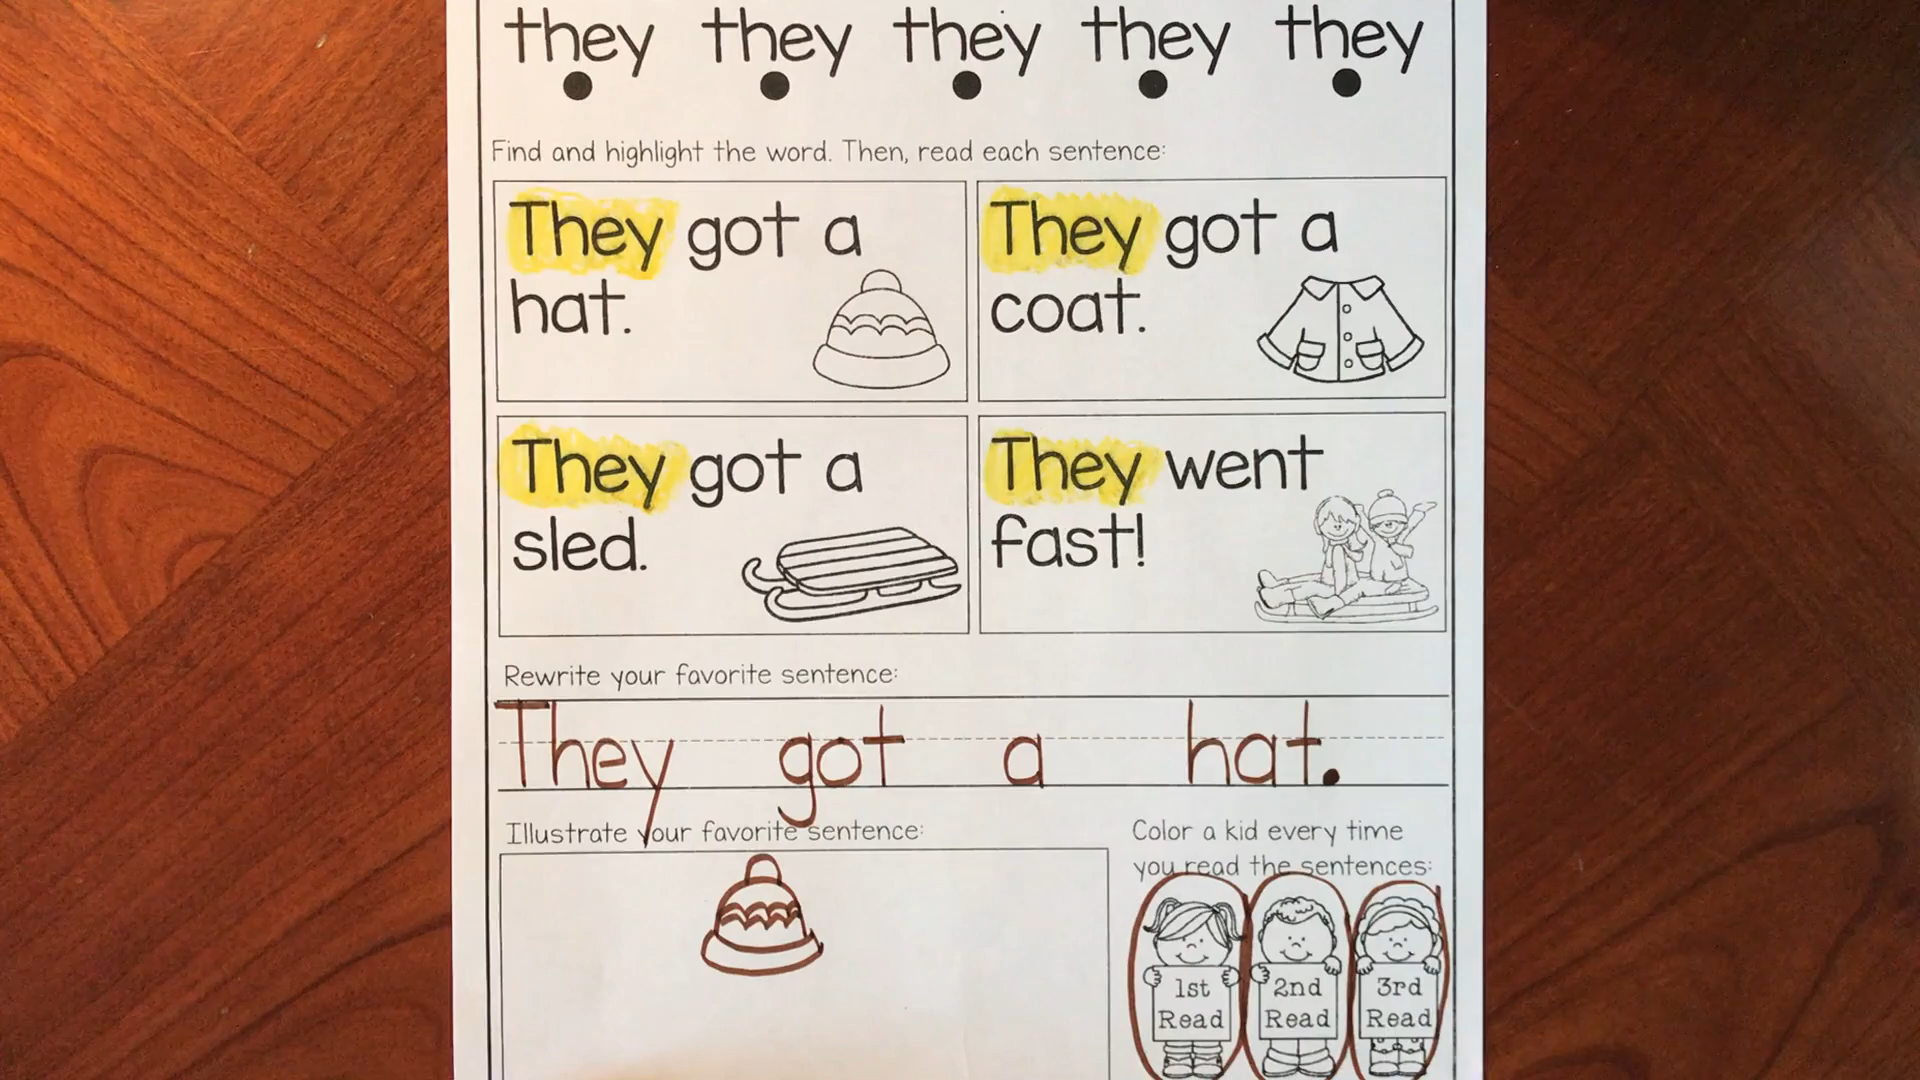 they they they they they
Find and highlight the word. Then, read each sentence:
They got a
hat.
They got a
coat.
They got a
sled.
They went
fast!
Rewrite your favorite sentence:
They got a hat.
Illustrate your favorite sentence:
Color a kid every time
you read the sentences:
1st
Read
2nd
Read
3rd
Read